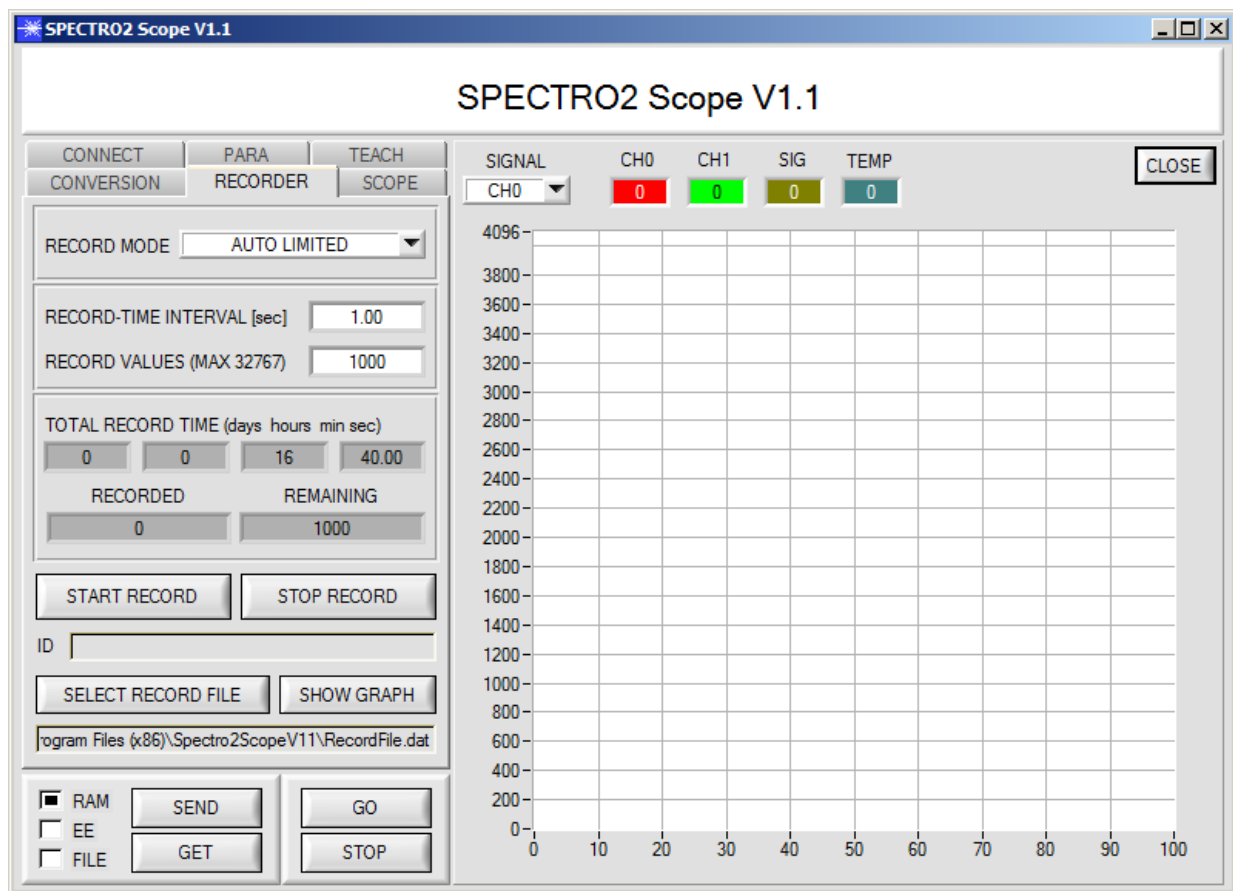 SPECTRO2 Scope V1.1
SPECTRO2 Scope V1.1
CONNECT PARA TEACH
CONVERSION RECORDER SCOPE
RECORD MODE AUTO LIMITED
RECORD-TIME INTERVAL [sec] 1.00
RECORD VALUES (MAX 32767) 1000
TOTAL RECORD TIME (days hours min sec)
0 0 16 40.00
RECORDED REMAINING
0 1000
START RECORD STOP RECORD
ID
SELECT RECORD FILE SHOW GRAPH
rogram Files (x86)\Spectro2ScopeV11\RecordFile.dat
RAM SEND GO
EE
FILE GET STOP
SIGNAL CH0 CH1 SIG TEMP CLOSE
CH0 0 0 0 0
4096
3800
3600
3400
3200
3000
2800
2600
2400
2200
2000
1800
1600
1400
1200
1000
800
600
400
200
0
0 10 20 30 40 50 60 70 80 90 100